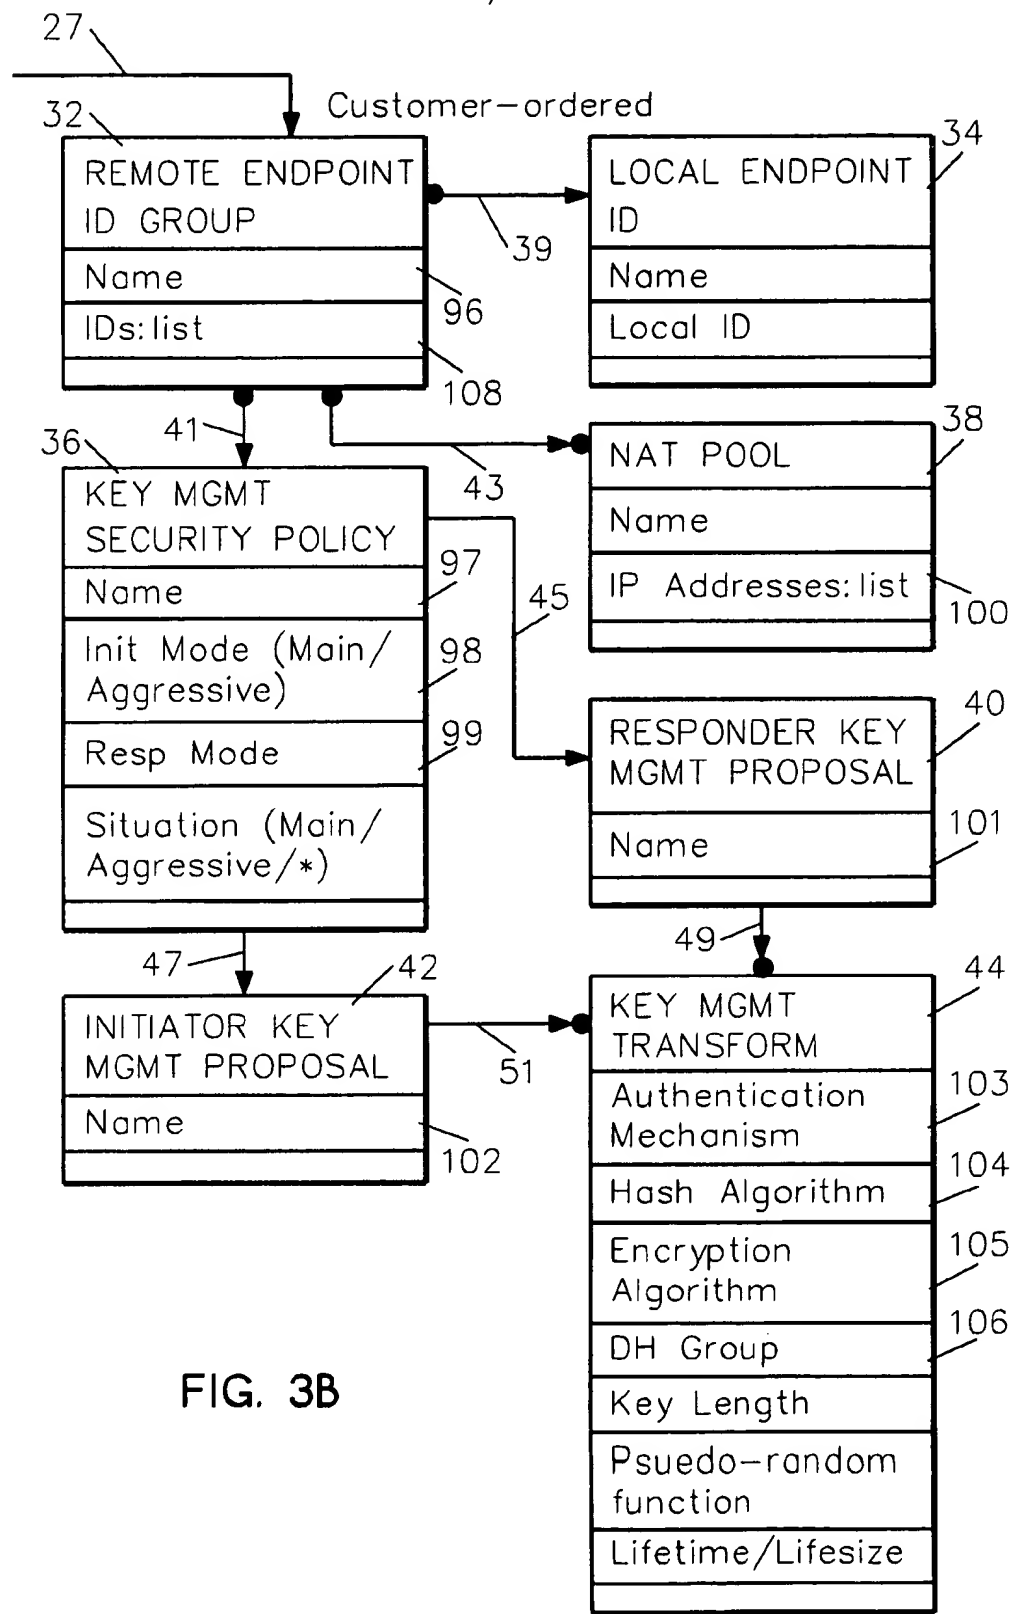 27
Customer-ordered
32
REMOTE ENDPOINT
ID GROUP
Name
96
IDs:list
108
39
34
LOCAL ENDPOINT
ID
Name
Local ID
41
43
36
KEY MGMT
SECURITY POLICY
Name
97
Init Mode (Main/
Aggressive)
98
Resp Mode
99
Situation (Main/
Aggressive/*)
38
NAT POOL
Name
IP Addresses:list
100
45
40
RESPONDER KEY
MGMT PROPOSAL
Name
101
47
49
42
INITIATOR KEY
MGMT PROPOSAL
Name
102
51
44
KEY MGMT
TRANSFORM
Authentication
Mechanism
103
Hash Algorithm
104
Encryption
Algorithm
105
DH Group
106
Key Length
Psuedo-random
function
Lifetime/Lifesize
FIG. 3B